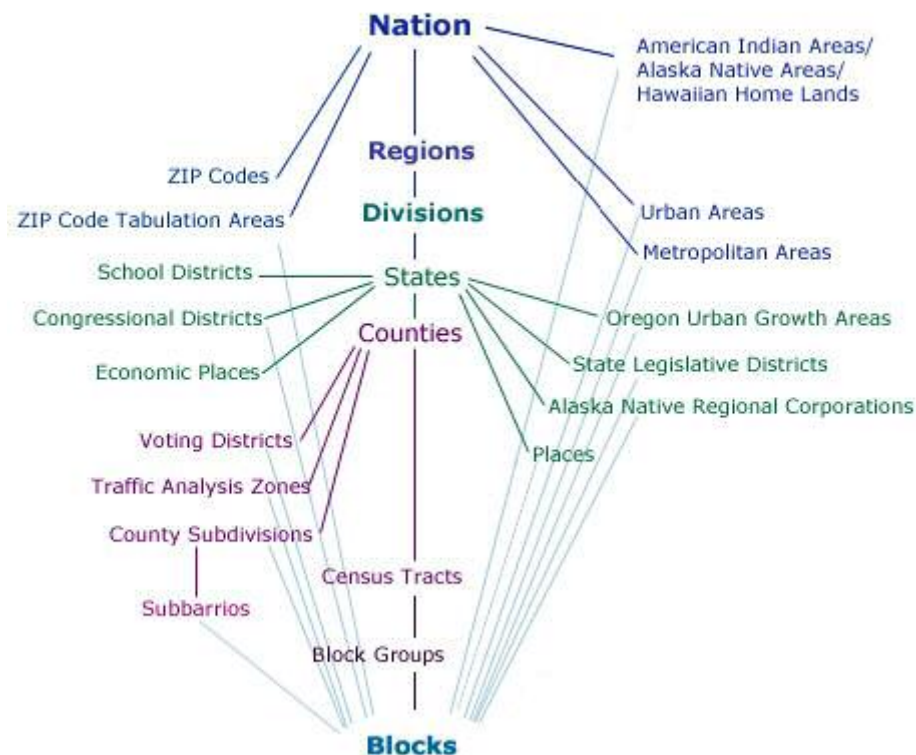 Nation
American Indian Areas/
Alaska Native Areas/
Hawaiian Home Lands
Regions
ZIP Codes
Divisions
Urban Areas
ZIP Code Tabulation Areas
Metropolitan Areas
School Districts
States
Congressional Districts
Oregon Urban Growth Areas
Counties
State Legislative Districts
Economic Places
Alaska Native Regional Corporations
Voting Districts
Places
Traffic Analysis Zones
County Subdivisions
Census Tracts
Subbarrios
Block Groups
Blocks